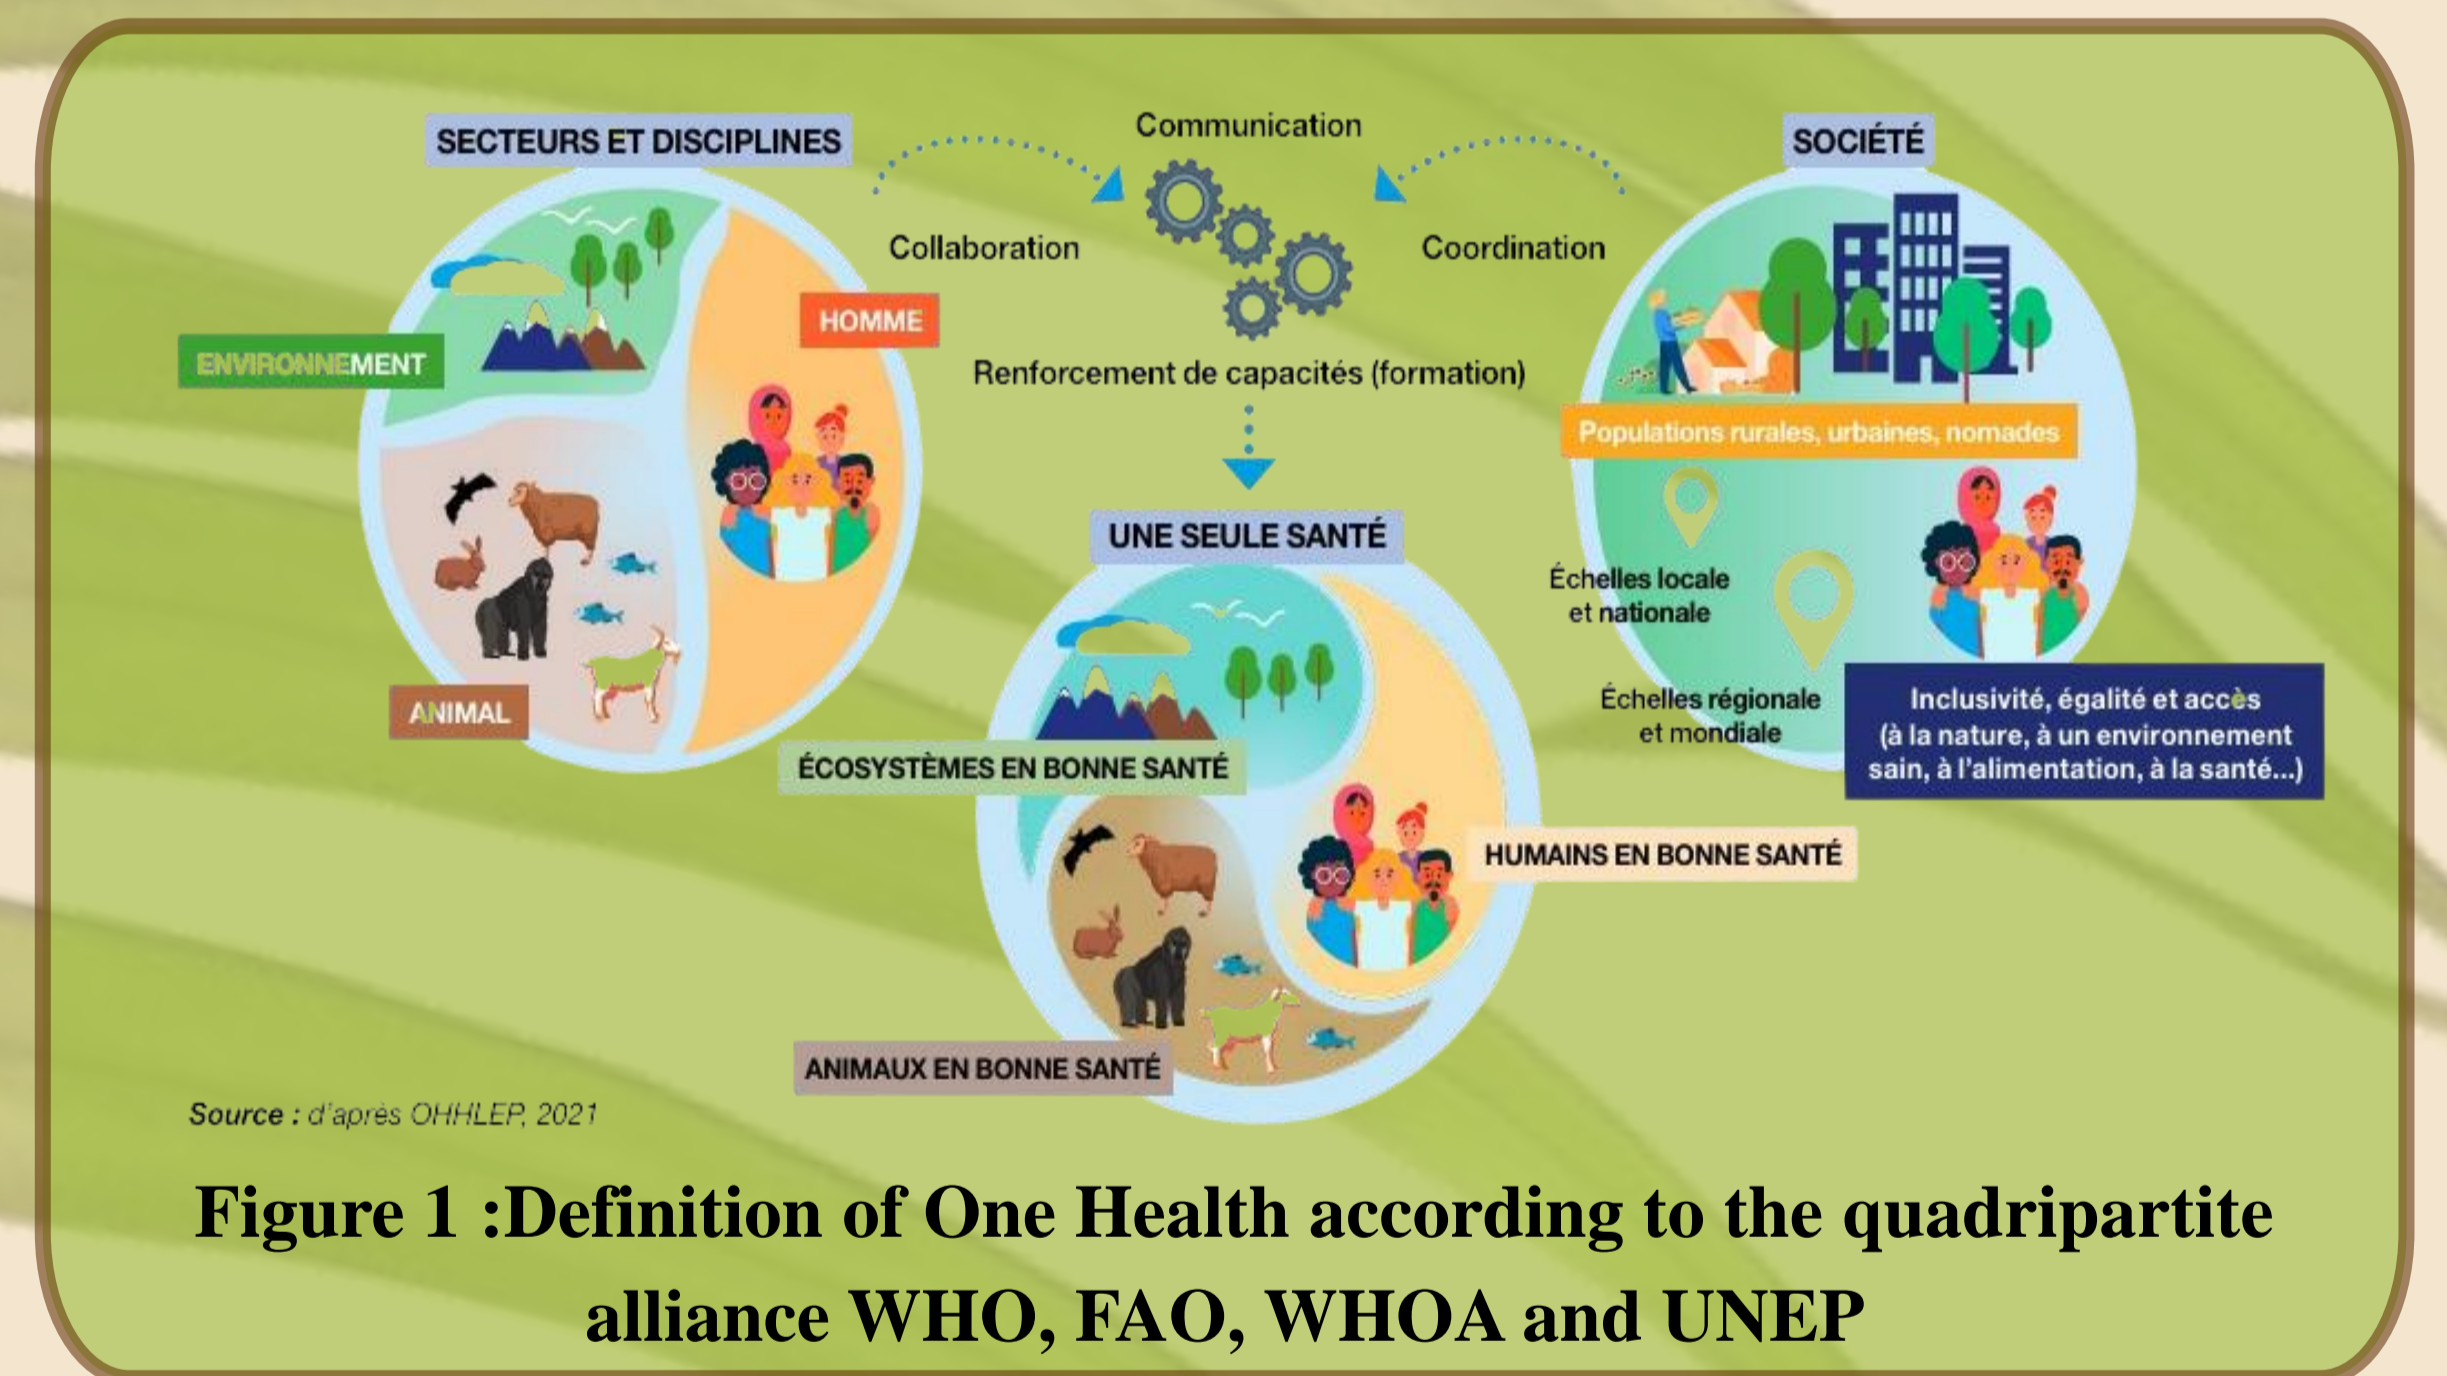 SECTEURS ET DISCIPLINES
ENVIRONNEMENT
HOMME
ANIMAL
Communication
Collaboration
Coordination
Renforcement de capacités (formation)
SOCIÉTÉ
Populations rurales, urbaines, nomades
Échelles locale
et nationale
Échelles régionale
et mondiale
Inclusivité, égalité et accès
(à la nature, à un environnement
sain, à l'alimentation, à la santé...)
UNE SEULE SANTÉ
ÉCOSYSTÈMES EN BONNE SANTÉ
HUMAINS EN BONNE SANTÉ
ANIMAUX EN BONNE SANTÉ
Source : d'après OHHLEP, 2021
Figure 1 :Definition of One Health according to the quadripartite
alliance WHO, FAO, WHOA and UNEP